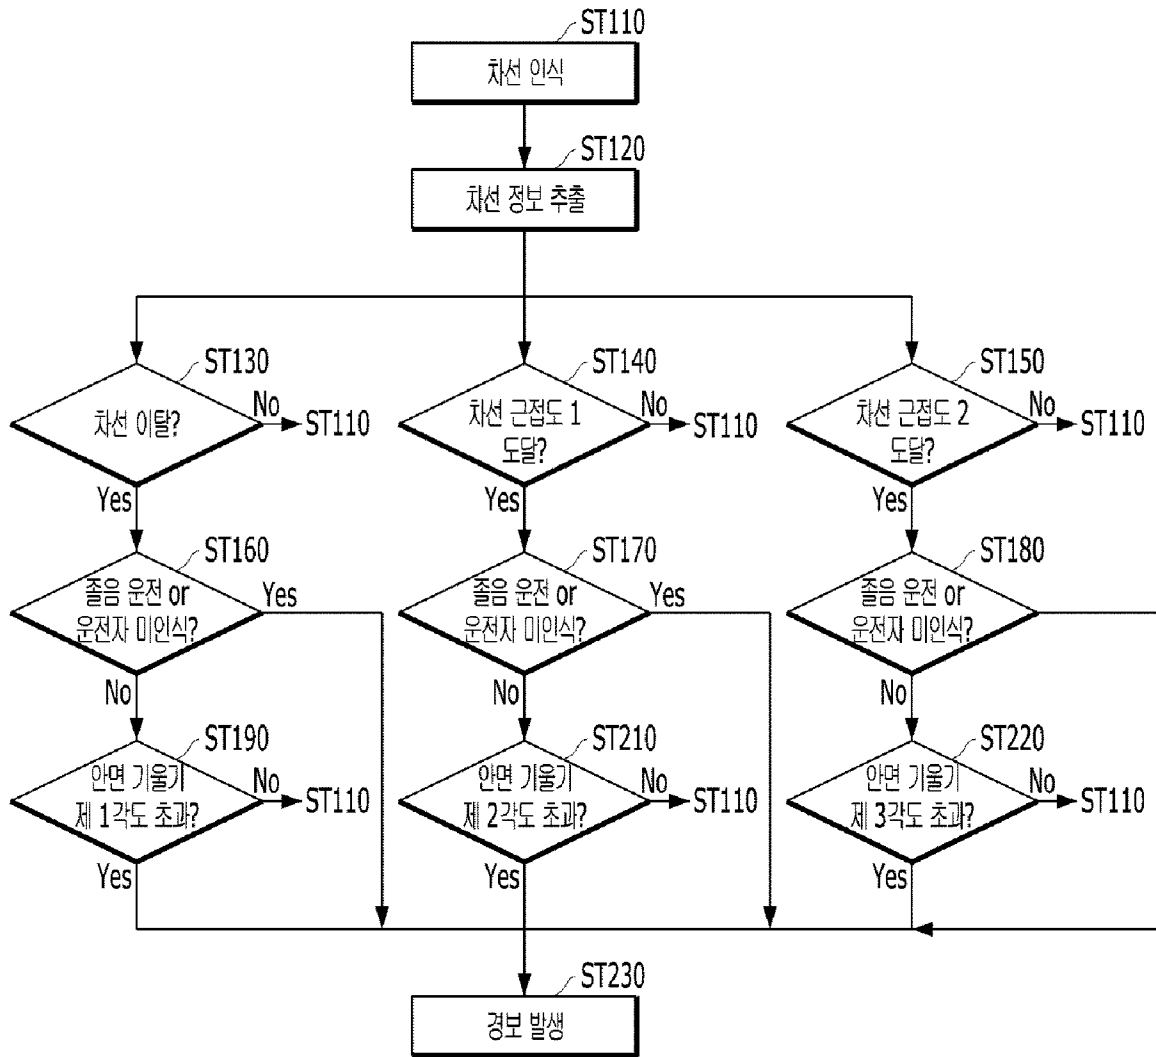 ST110
차선 인식
ST120
차선 정보 추출
ST130
차선 이탈?
No
ST110
Yes
ST140
차선 근접도 1
도달?
No
ST110
Yes
ST150
차선 근접도 2
도달?
No
ST110
Yes
ST160
졸음 운전 or
운전자 미인식?
Yes
No
ST170
졸음 운전 or
운전자 미인식?
Yes
No
ST180
졸음 운전 or
운전자 미인식?
No
ST190
안면 기울기
제 1각도 초과?
No
ST110
Yes
ST210
안면 기울기
제 2각도 초과?
No
ST110
Yes
ST220
안면 기울기
제 3각도 초과?
No
ST110
Yes
ST230
경보 발생